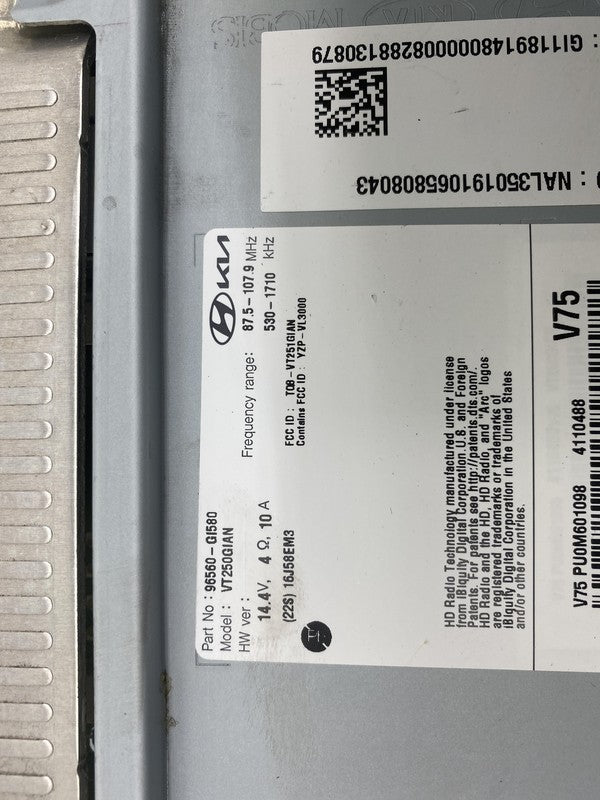 GI11891480000008288130879
: NAL350191065808043
KIA
Part No : 96560-GI580
Model : VT250GIAN
HW ver :
14.4V, 4 Ω, 10 A
(22S) 16J58EM3
Frequency range: 87.5-107.9 MHz
530-1710 kHz
FCC ID : TQ8-VT251GIAN
Contains FCC ID : YZP-VL3000
HD Radio Technology manufactured under license
from iBiquity Digital Corporation.U.S. and Foreign
Patents. For patents see http://patents.dts.com/.
HD Radio and the HD, HD Radio, and "Arc" logos
are registered trademarks or trademarks of
iBiquity Digital Corporation in the United States
and/or other countries.
V75
V75 PU0M601098 4110488